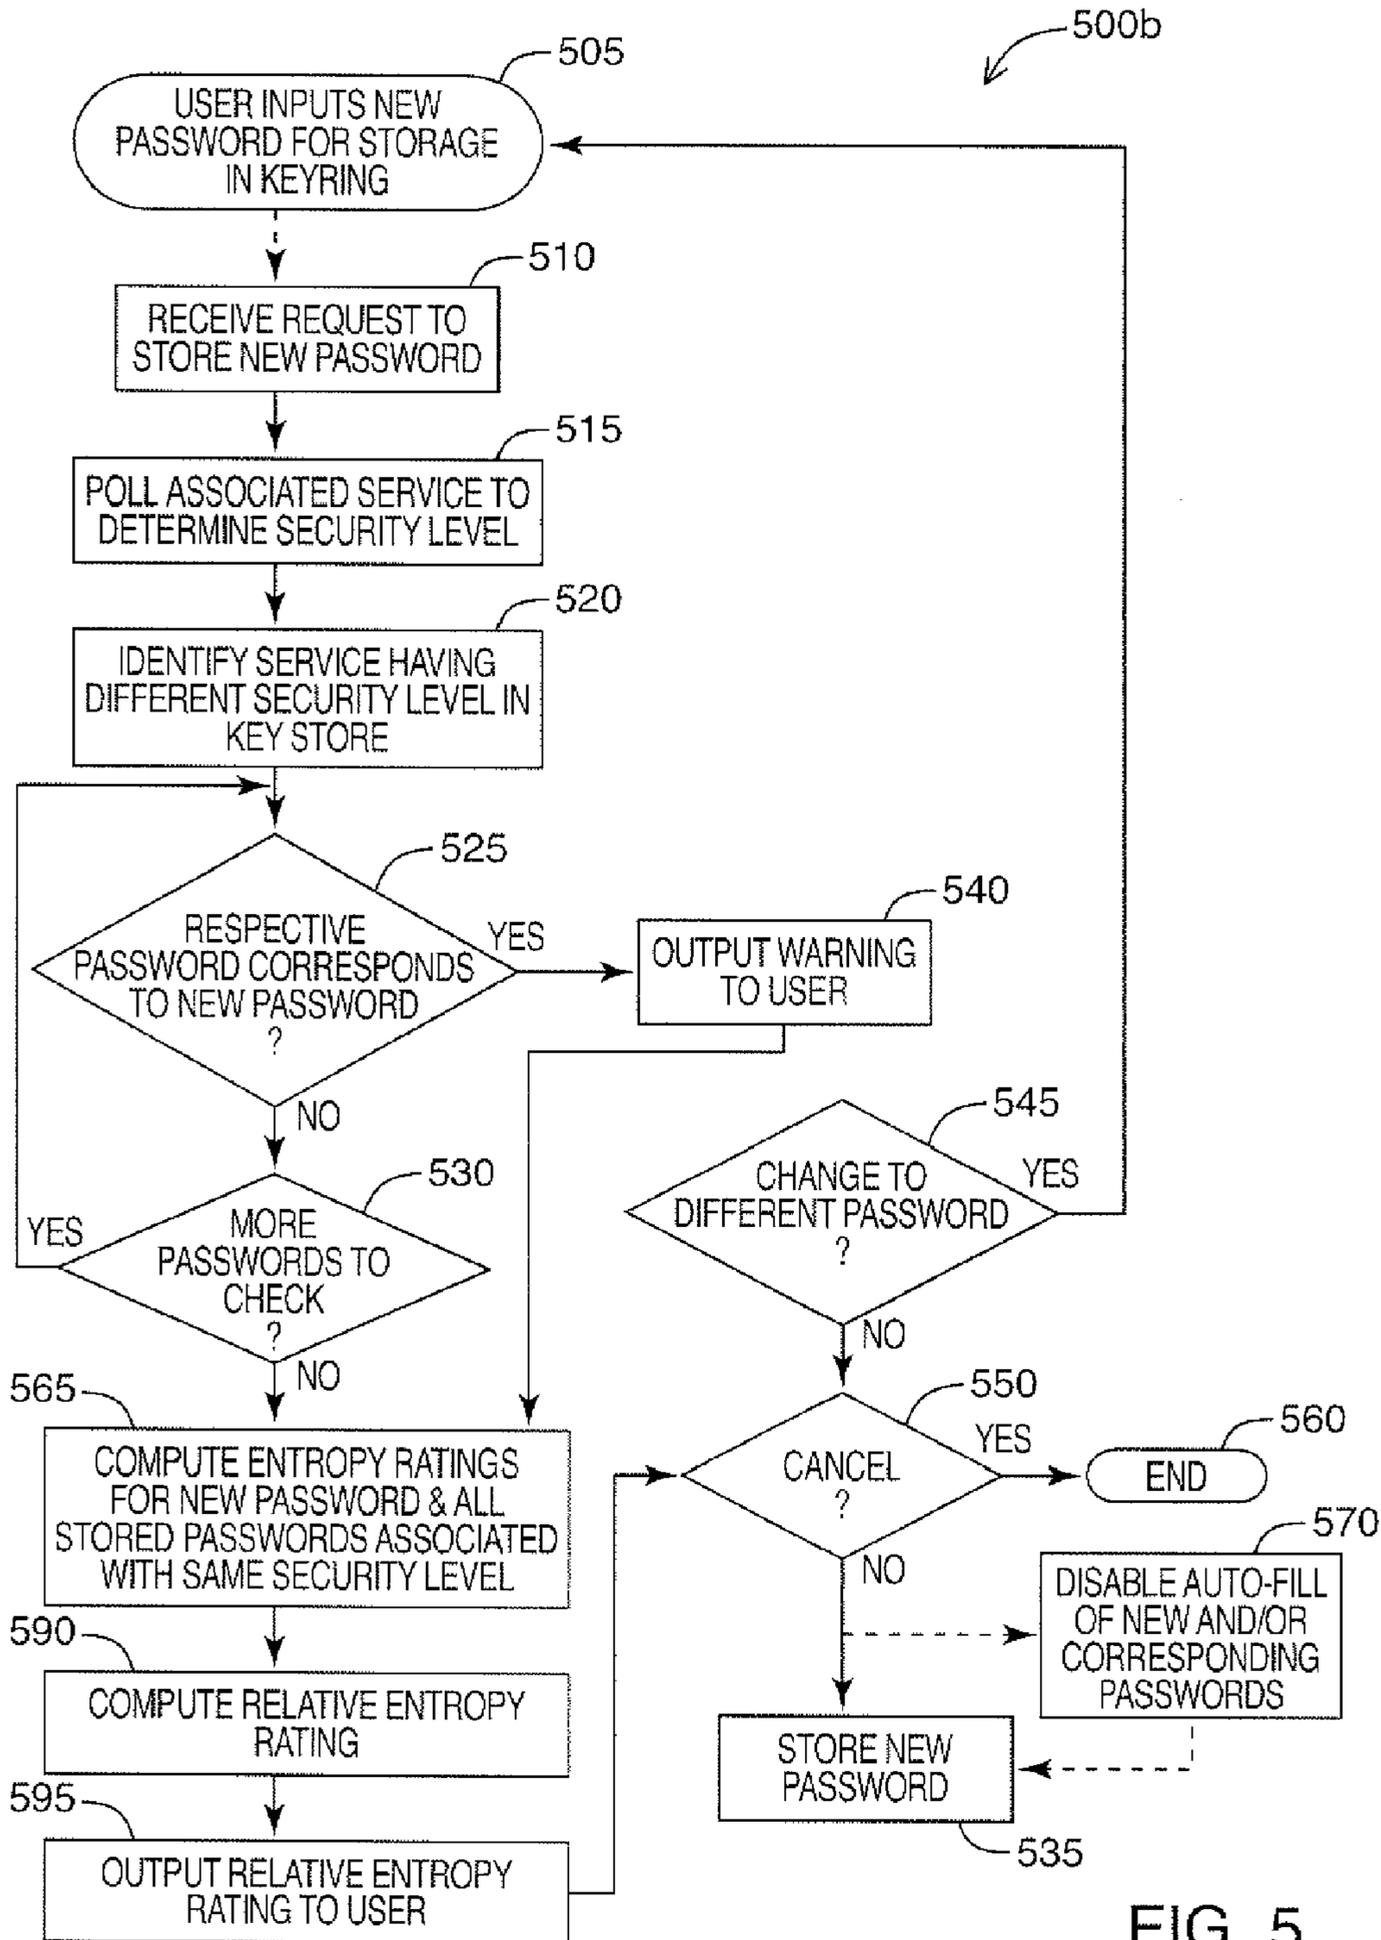 500b
505
USER INPUTS NEW
PASSWORD FOR STORAGE
IN KEYRING
510
RECEIVE REQUEST TO
STORE NEW PASSWORD
515
POLL ASSOCIATED SERVICE TO
DETERMINE SECURITY LEVEL
520
IDENTIFY SERVICE HAVING
DIFFERENT SECURITY LEVEL IN
KEY STORE
525
RESPECTIVE
PASSWORD CORRESPONDS
TO NEW PASSWORD
?
YES
NO
540
OUTPUT WARNING
TO USER
530
MORE
PASSWORDS TO
CHECK
?
YES
NO
545
CHANGE TO
DIFFERENT PASSWORD
?
YES
NO
565
COMPUTE ENTROPY RATINGS
FOR NEW PASSWORD & ALL
STORED PASSWORDS ASSOCIATED
WITH SAME SECURITY LEVEL
550
CANCEL
?
YES
NO
560
END
570
DISABLE AUTO-FILL
OF NEW AND/OR
CORRESPONDING
PASSWORDS
590
COMPUTE RELATIVE ENTROPY
RATING
STORE NEW
PASSWORD
535
595
OUTPUT RELATIVE ENTROPY
RATING TO USER
FIG. 5